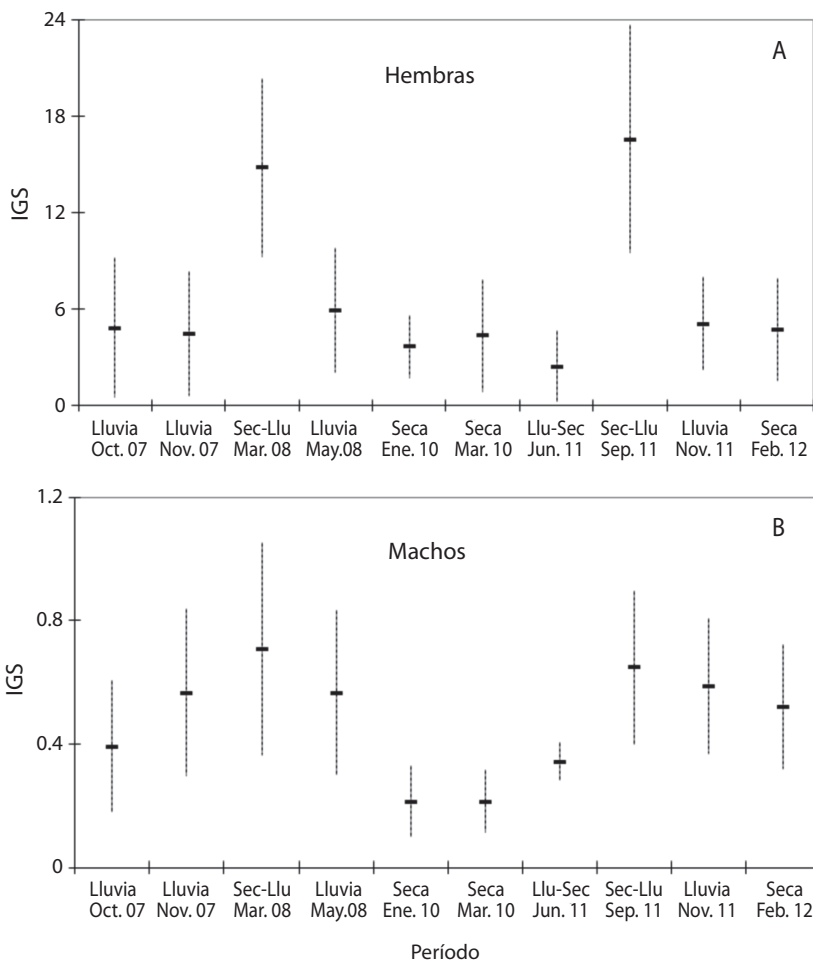 24
A
Hembras
18
IGS
12
6
0
Lluvia Lluvia Sec-Llu Lluvia Seca Seca Llu-Sec Sec-Llu Lluvia Seca
Oct. 07 Nov. 07 Mar. 08 May.08 Ene. 10 Mar. 10 Jun. 11 Sep. 11 Nov. 11 Feb. 12
1.2
B
Machos
0.8
IGS
0.4
0
Lluvia Lluvia Sec-Llu Lluvia Seca Seca Llu-Sec Sec-Llu Lluvia Seca
Oct. 07 Nov. 07 Mar. 08 May.08 Ene. 10 Mar. 10 Jun. 11 Sep. 11 Nov. 11 Feb. 12
Período